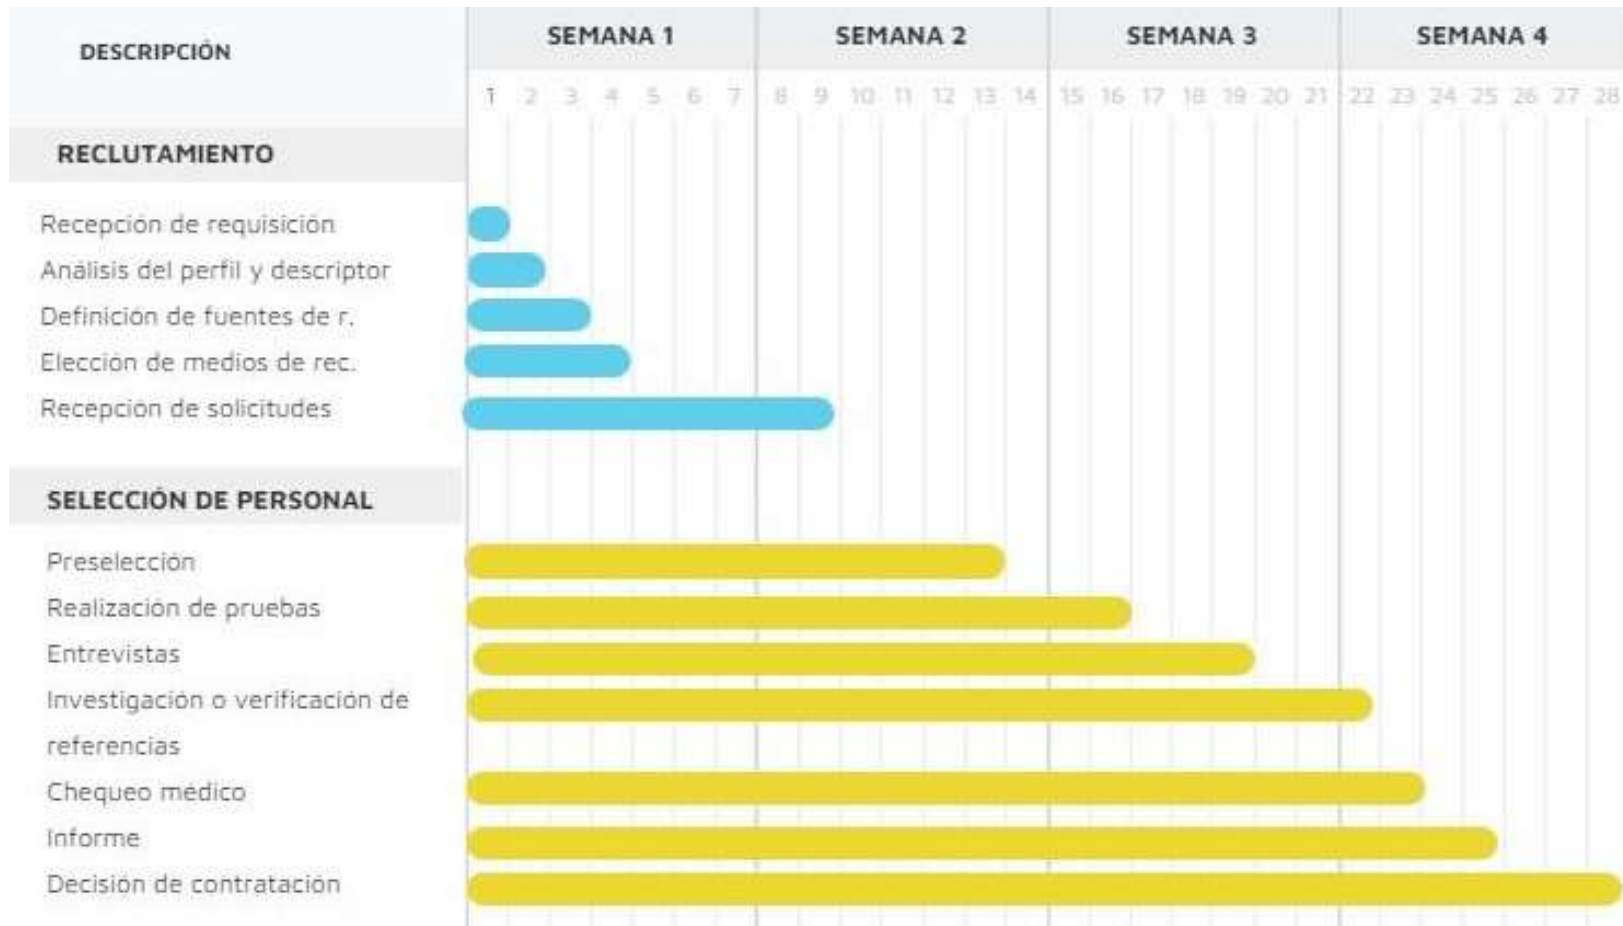 DESCRIPCIÓN
SEMANA 1 SEMANA 2 SEMANA 3 SEMANA 4
1 2 3 4 5 6 7 8 9 10 11 12 13 14 15 16 17 18 19 20 21 22 23 24 25 26 27 28
RECLUTAMIENTO
Recepción de requisición
Análisis del perfil y descriptor
Definición de fuentes de r.
Elección de medios de rec.
Recepción de solicitudes
SELECCIÓN DE PERSONAL
Preselección
Realización de pruebas
Entrevistas
Investigación o verificación de
referencias
Chequeo médico
Informe
Decisión de contratación